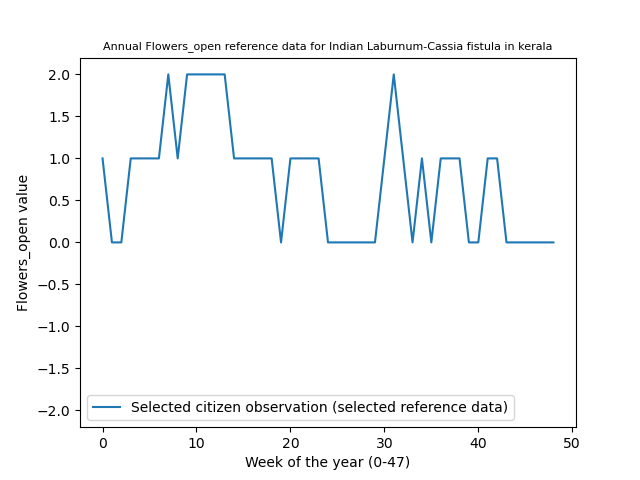 Annual Flowers_open reference data for Indian Laburnum-Cassia fistula in kerala
2.0
1.5
1.0
0.5
0.0
−0.5
−1.0
−1.5
−2.0
Flowers_open value
Selected citizen observation (selected reference data)
0 10 20 30 40 50
Week of the year (0-47)